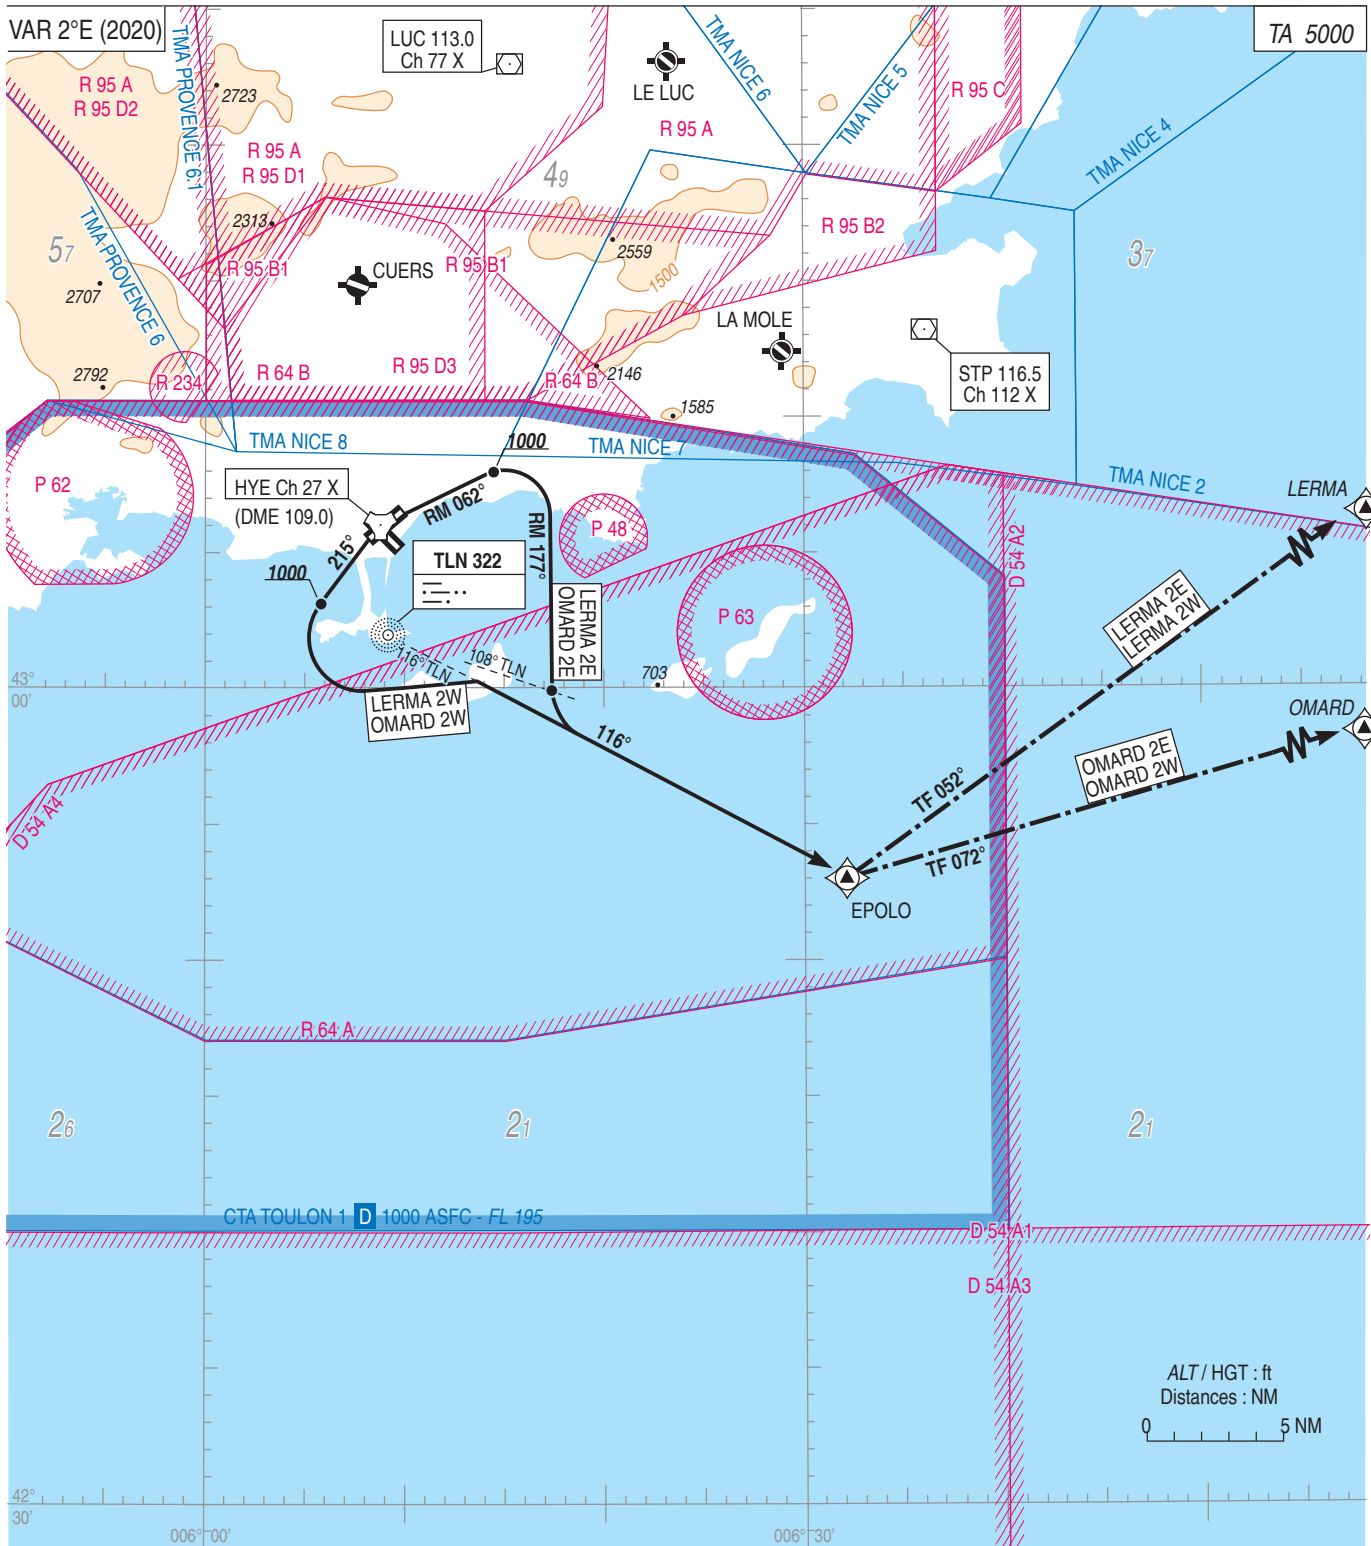 VAR 2°E (2020)
TA 5000
LUC 113.0
Ch 77 X
LE LUC
TMA PROVENCE 6.1
TMA NICE 6
TMA NICE 5
TMA NICE 4
R 95 A
R 95 D2
2723
R 95 A
R 95 C
R 95 A
R 95 D1
49
2313
57
TMA PROVENCE 6
R 95 B1
CUERS
R 95 B1
2559
1500
R 95 B2
37
2707
LA MOLE
STP 116.5
Ch 112 X
2792
R 234
R 64 B
R 95 D3
R 64 B
2146
1585
TMA NICE 8
1000
TMA NICE 7
TMA NICE 2
P 62
HYE Ch 27 X
(DME 109.0)
RM 062°
RM 177°
P 48
LERMA
D 54 A2
215°
TLN 322
1000
LERMA 2E
OMARD 2E
P 63
LERMA 2E
LERMA 2W
116° TLN
108° TLN
703
43°
00'
LERMA 2W
OMARD 2W
116°
OMARD
OMARD 2E
OMARD 2W
TF 052°
TF 072°
D 54 A4
EPOLO
R 64 A
26
21
21
CTA TOULON 1 D 1000 ASFC - FL 195
D 54 A1
D 54 A3
ALT / HGT : ft
Distances : NM
0 5 NM
42°
30'
006° 00'
006° 30'